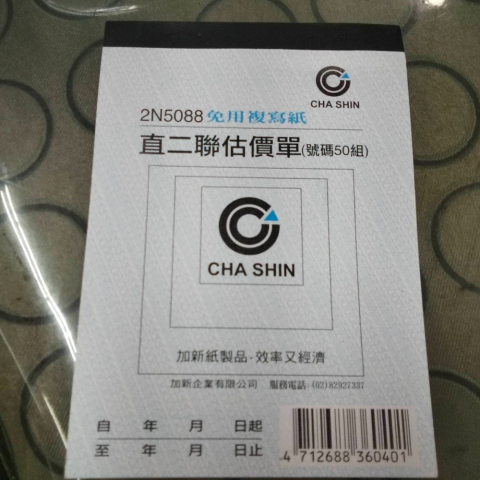 CHA SHIN
2N5088 免用複寫紙
直二聯估價單(號碼50組)
CHA SHIN
加新紙製品-效率又經濟
加新企業有限公司 服務電話:(02)82927337
自 年 月 日起
至 年 月 日止
4 712688 360401